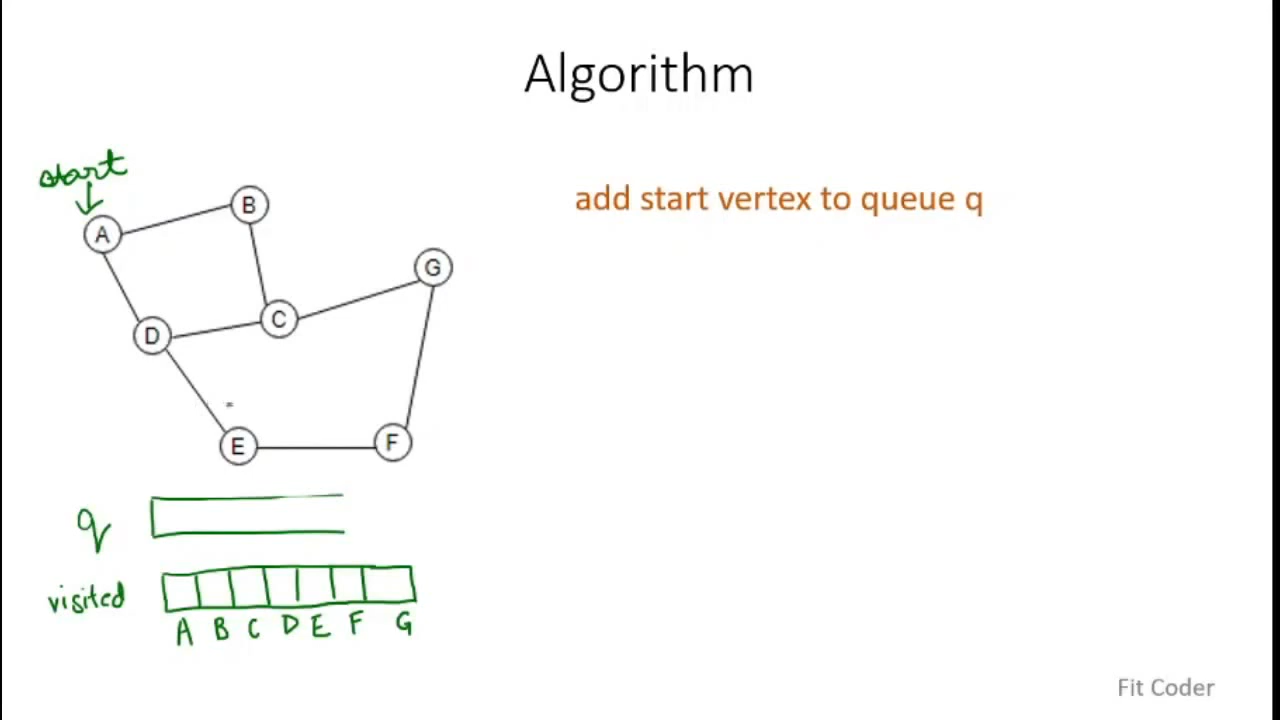 Algorithm
start
add start vertex to queue q
A
B
G
C
D
E
F
q
visited
A B C D E F G
Fit Coder